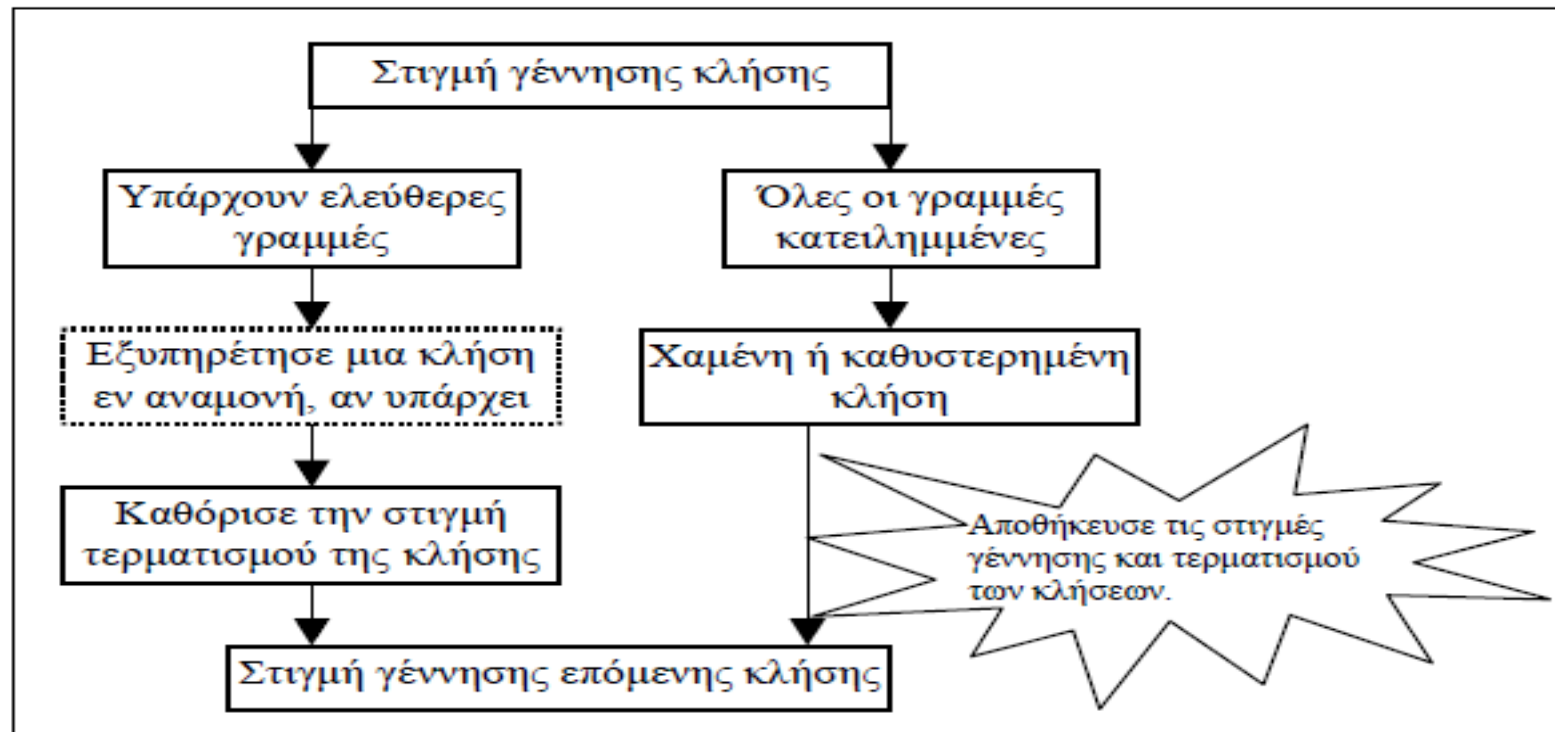 Στιγμή γέννησης κλήσης
Υπάρχουν ελεύθερες
γραμμές
Όλες οι γραμμές
κατειλημμένες
Εξυπηρέτησε μια κλήση
εν αναμονή, αν υπάρχει
Χαμένη ή καθυστερημένη
κλήση
Καθόρισε την στιγμή
τερματισμού της κλήσης
Αποθήκευσε τις στιγμές
γέννησης και τερματισμού
των κλήσεων.
Στιγμή γέννησης επόμενης κλήσης